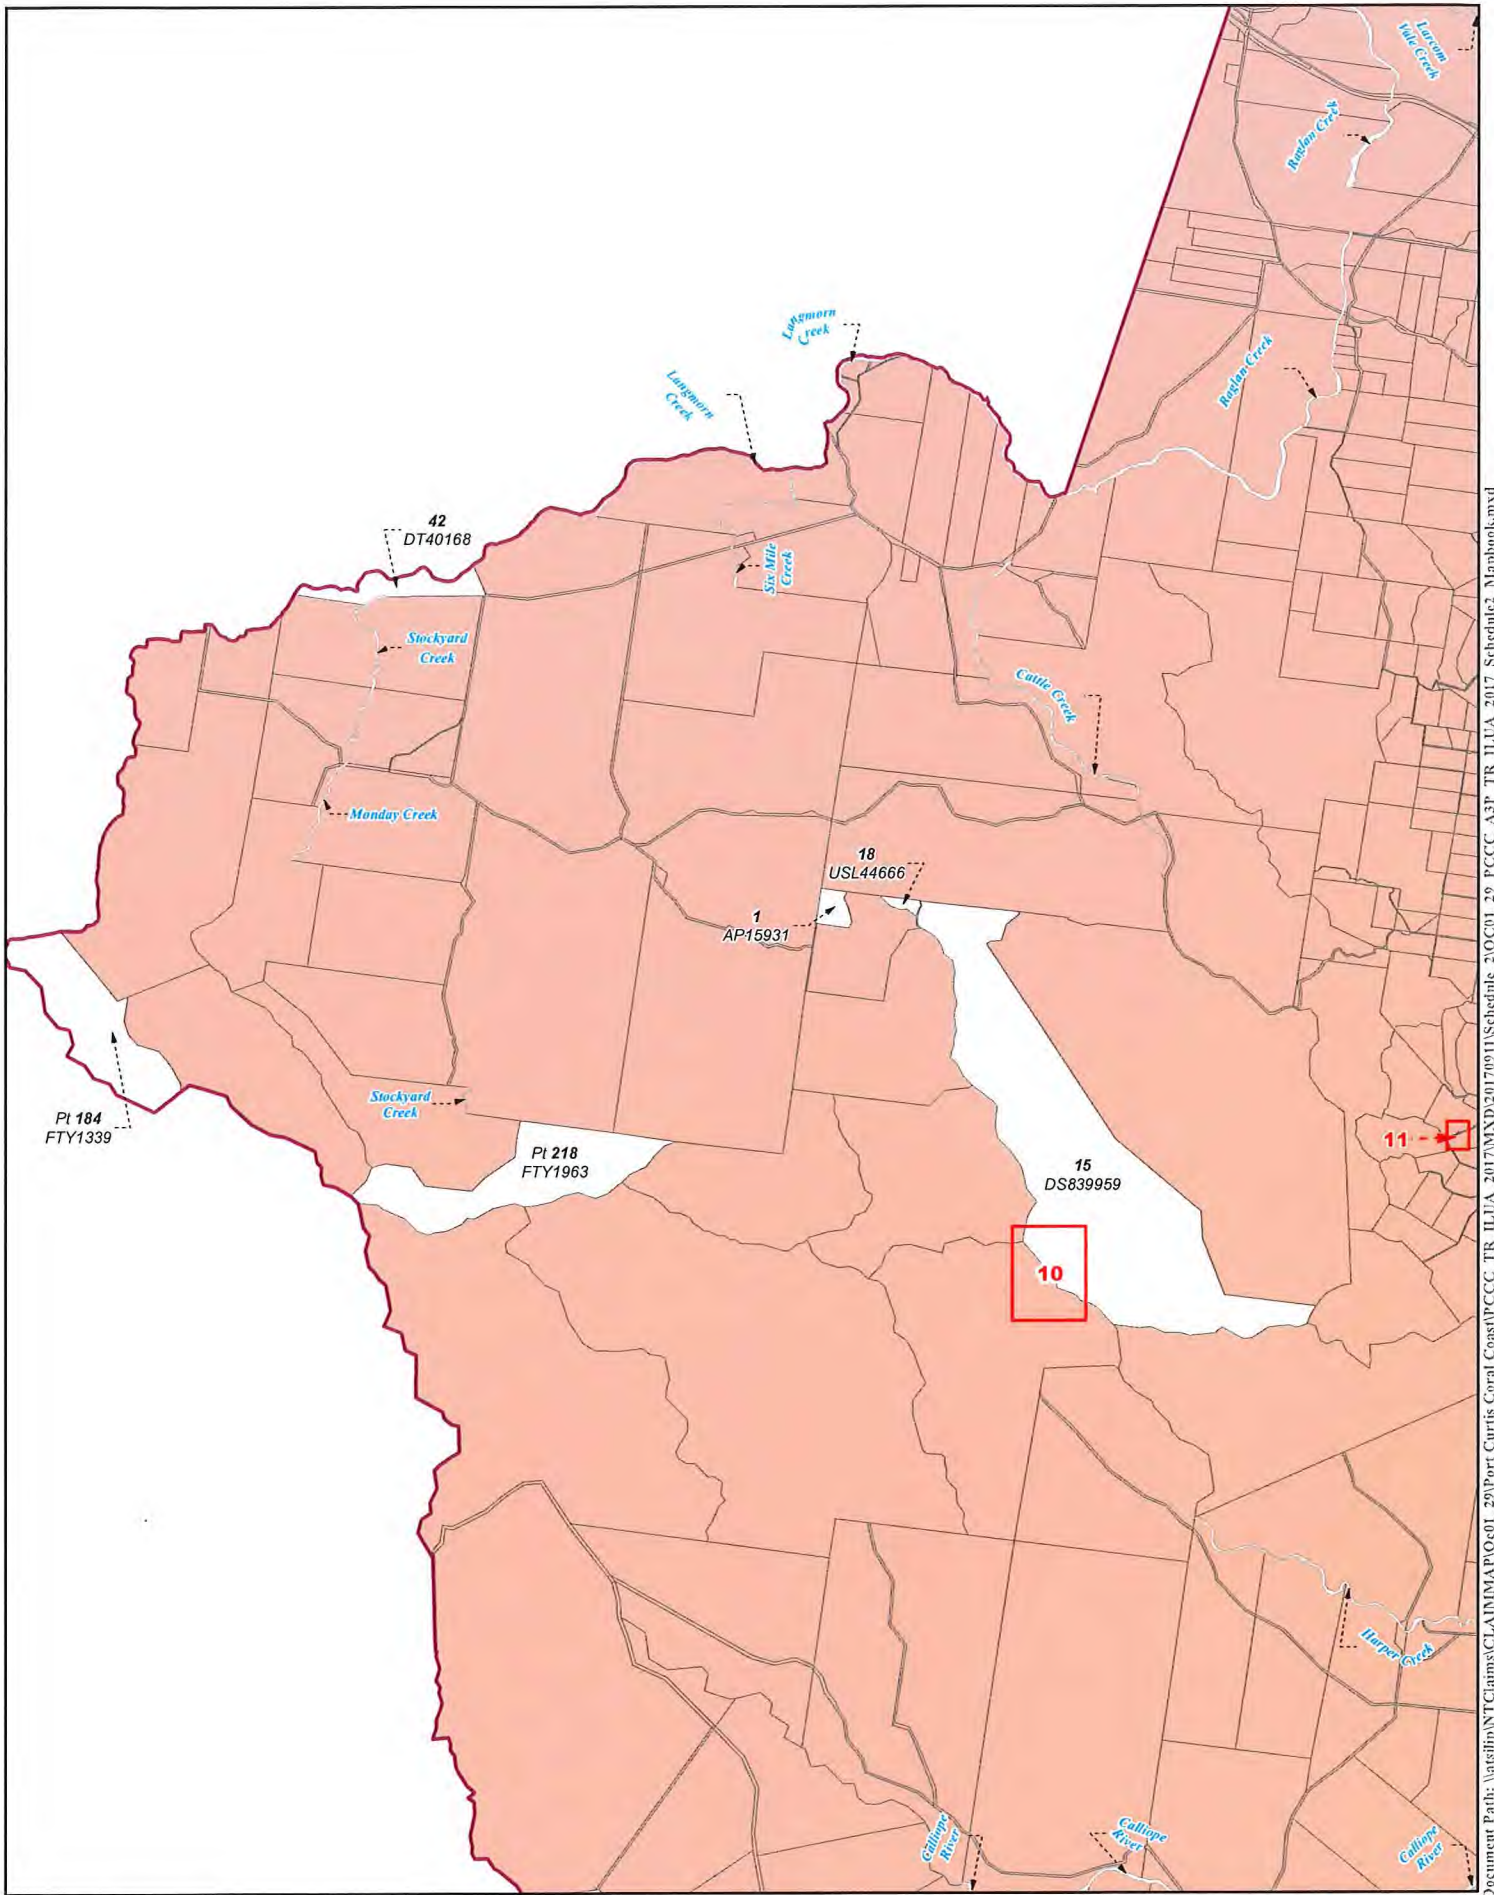 Larcom
Vale Creek
Raglan Creek
Langmorn
Creek
Raglan Creek
Langmorn
Creek
42
DT40168
Six Mile
Creek
Stockyard
Creek
Cattle Creek
Monday Creek
18
USL44666
1
AP15931
Stockyard
Creek
Pt 184
FTY1339
11
Pt 218
FTY1963
15
DS839959
10
Harper Creek
Calliope
River
Calliope
River
Calliope
River
Document Path: \\atsilip\NTClaims\CLAIMMAP\Qc01_29\Port Curtis Coral Coast\PCCC_TR_ILUA_2017\MXD\20170911\Schedule_2\QC01_29_PCCC_A3P_TR_ILUA_2017_Schedule2_Mapbook.mxd